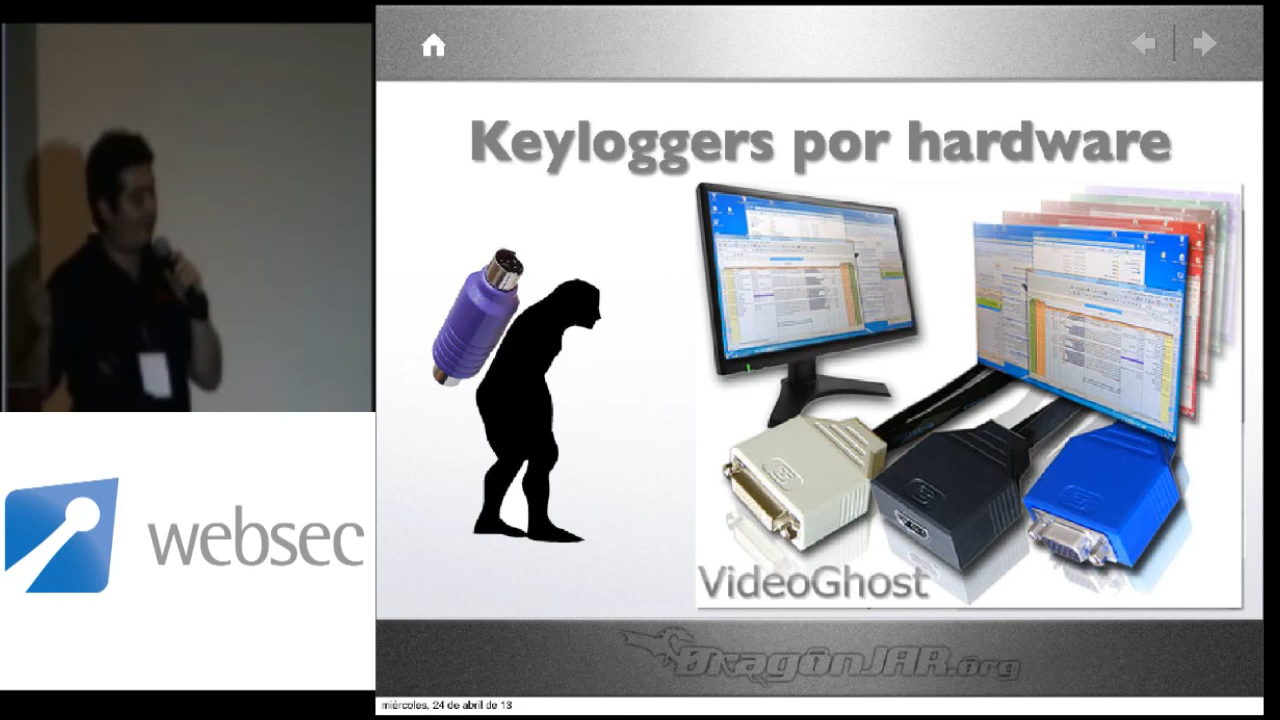 Keyloggers por hardware
websec
VideoGhost
DragonJAR.org
miércoles, 24 de abril de 13